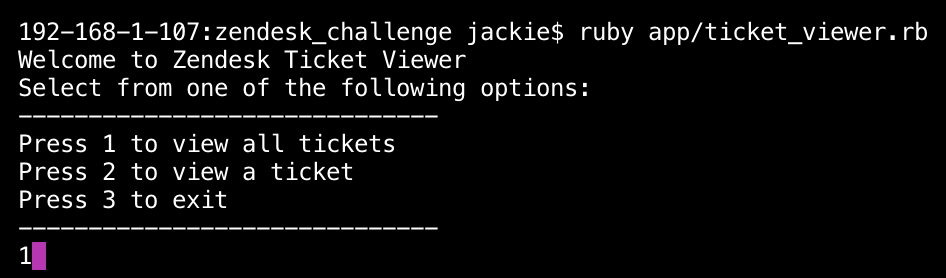 192-168-1-107:zendesk_challenge jackie$ ruby app/ticket_viewer.rb
Welcome to Zendesk Ticket Viewer
Select from one of the following options:
------------------------------
Press 1 to view all tickets
Press 2 to view a ticket
Press 3 to exit
------------------------------
1